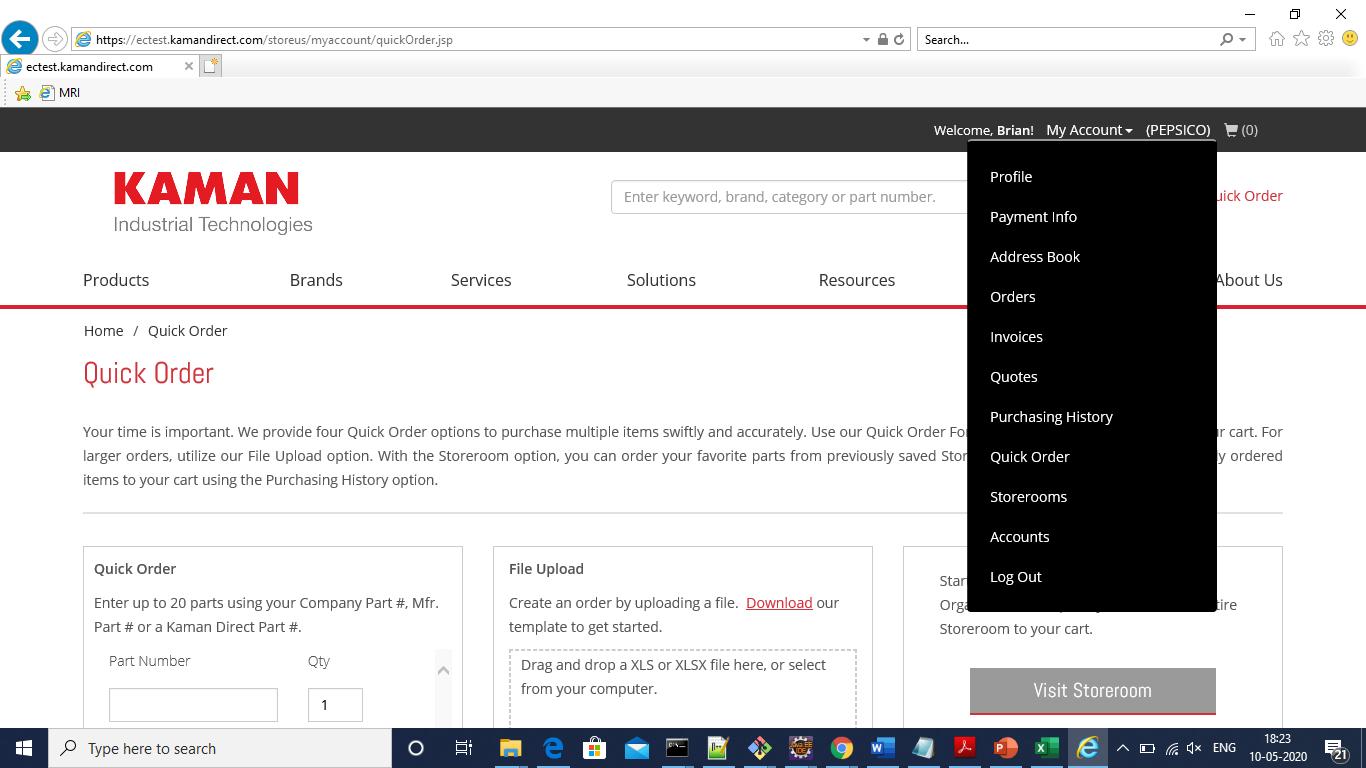 https://ectest.kamandirect.com/storeus/myaccount/quickOrder.jsp
Search...
ectest.kamandirect.com
MRI
Welcome, Brian! My Account (PEPSICO) (0)
KAMAN
Industrial Technologies
Enter keyword, brand, category or part number.
uick Order
Products Brands Services Solutions Resources About Us
Profile
Payment Info
Address Book
Orders
Invoices
Quotes
Purchasing History
Quick Order
Storerooms
Accounts
Log Out
Home / Quick Order
Quick Order
Your time is important. We provide four Quick Order options to purchase multiple items swiftly and accurately. Use our Quick Order For r cart. For
larger orders, utilize our File Upload option. With the Storeroom option, you can order your favorite parts from previously saved Stor y ordered
items to your cart using the Purchasing History option.
Quick Order
Enter up to 20 parts using your Company Part #, Mfr.
Part # or a Kaman Direct Part #.
Part Number Qty
1
File Upload
Create an order by uploading a file. Download our
template to get started.
Drag and drop a XLS or XLSX file here, or select
from your computer.
Star
Orga tire
Storeroom to your cart.
Visit Storeroom
Type here to search
ENG
18:23
10-05-2020
21